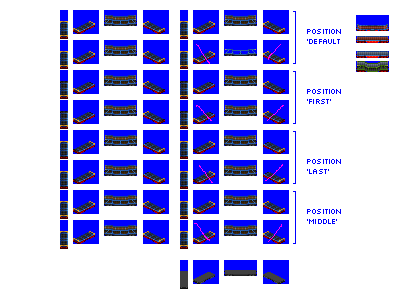 POSITION
'DEFAULT
POSITION
'FIRST'
POSITION
'LAST'
POSITION
'MIDDLE'